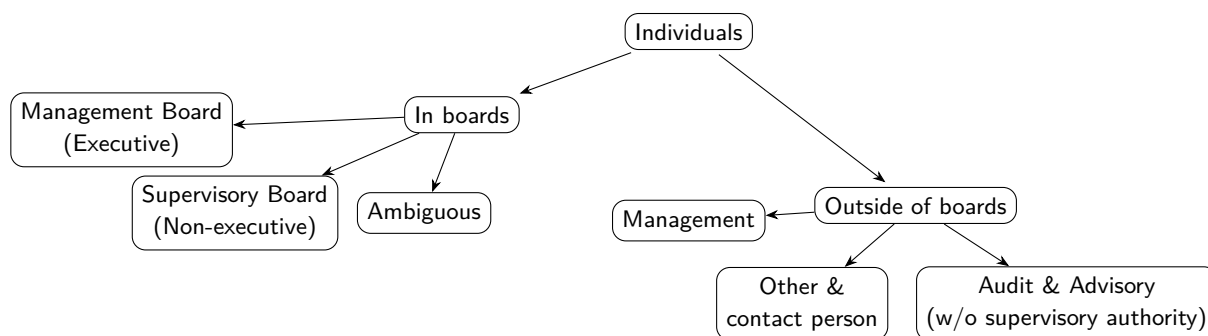 Individuals
Management Board
(Executive)
In boards
Supervisory Board
(Non-executive)
Ambiguous
Management
Outside of boards
Other &
contact person
Audit & Advisory
(w/o supervisory authority)